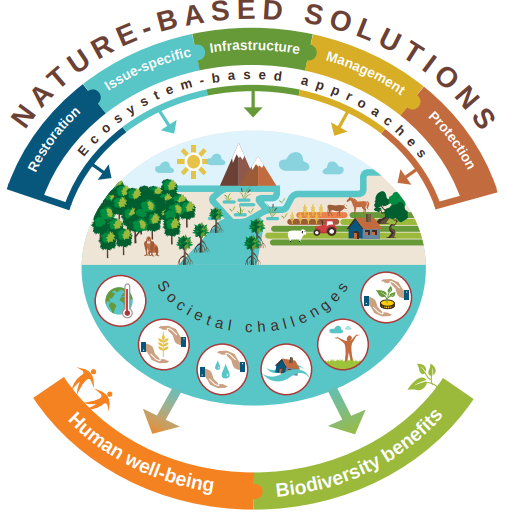 NATURE-BASED SOLUTIONS
Restoration
Issue-specific
Infrastructure
Management
Protection
Ecosystem-based approaches
Societal challenges
Human well-being
Biodiversity benefits